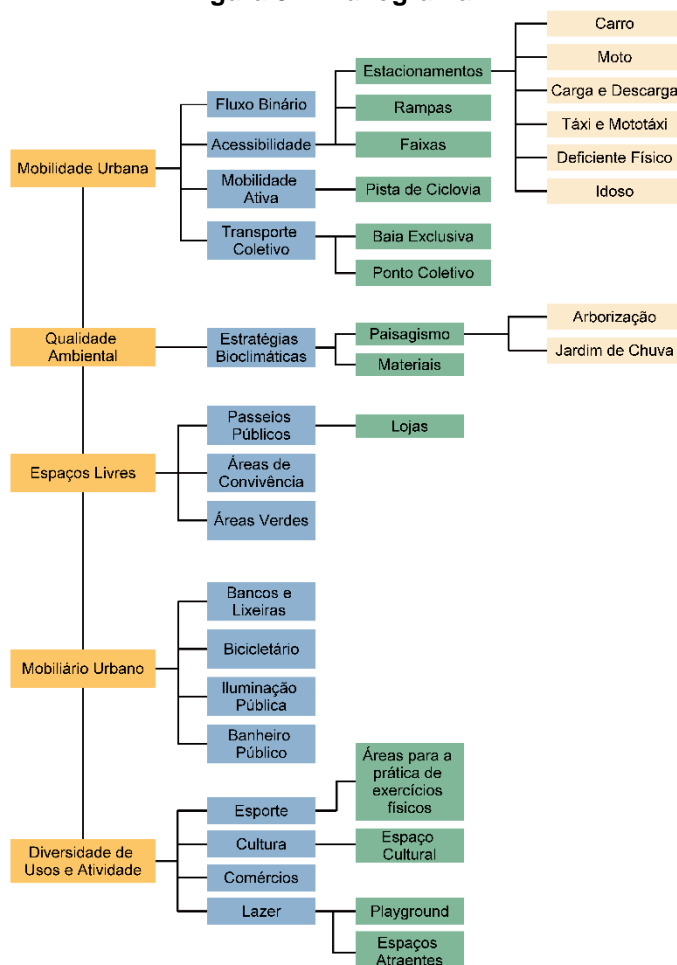 Carro
Moto
Estacionamentos
Carga e Descarga
Fluxo Binário
Rampas
Táxi e Mototáxi
Acessibilidade
Faixas
Deficiente Físico
Mobilidade Urbana
Mobilidade
Ativa
Pista de Ciclovia
Idoso
Transporte
Coletivo
Baia Exclusiva
Ponto Coletivo
Qualidade
Ambiental
Estratégias
Bioclimáticas
Paisagismo
Materiais
Arborização
Jardim de Chuva
Espaços Livres
Passeios
Públicos
Lojas
Áreas de
Convivência
Áreas Verdes
Mobiliário Urbano
Bancos e
Lixeiras
Bicicletário
Iluminação
Pública
Banheiro
Público
Diversidade de
Usos e Atividade
Esporte
Áreas para a
prática de
exercícios
físicos
Cultura
Espaço
Cultural
Comércios
Lazer
Playground
Espaços
Atraentes